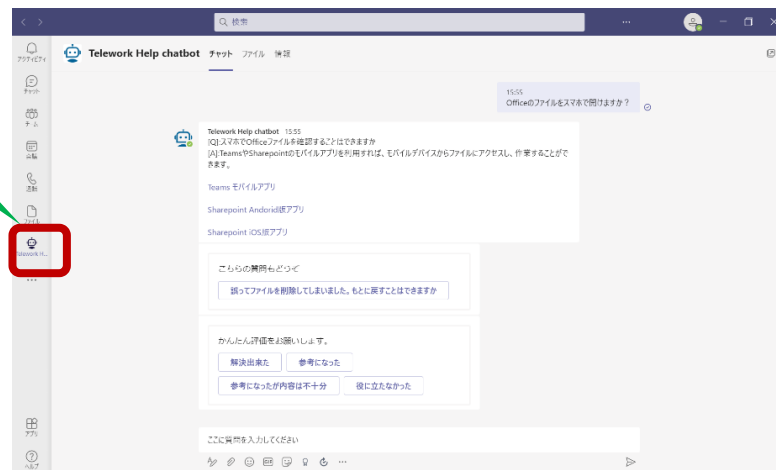 検索
アクティビティ
チャット
チーム
会議
通話
ファイル
Telework H...
アプリ
ヘルプ
Telework Help chatbot チャット ファイル 情報
15:55
Officeのファイルをスマホで開けますか？
Telework Help chatbot 15:55
[Q]:スマホでOfficeファイルを確認することはできますか
[A]:TeamsやSharepointのモバイルアプリを利用すれば、モバイルデバイスからファイルにアクセスし、作業することがで
きます。
Teams モバイルアプリ
Sharepoint Andorid版アプリ
Sharepoint iOS版アプリ
こちらの質問もどうぞ
誤ってファイルを削除してしまいました。もとに戻すことはできますか
かんたん評価をお願いします。
解決出来た 参考になった
参考になったが内容は不十分 役に立たなかった
ここに質問を入力してください
GIF